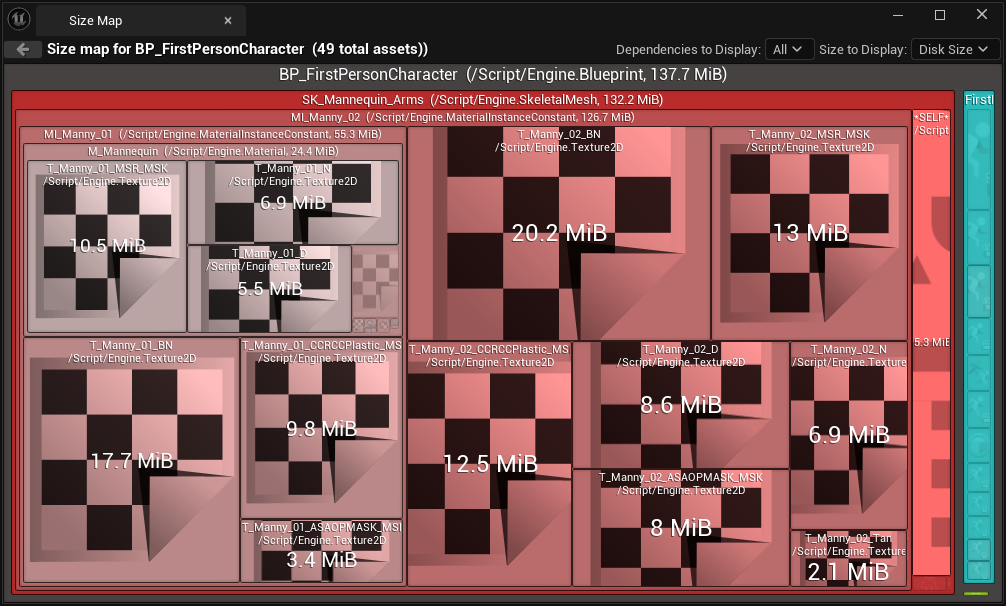 Size Map
Size map for BP_FirstPersonCharacter (49 total assets))
Dependencies to Display: All Size to Display: Disk Size
BP_FirstPersonCharacter (/Script/Engine.Blueprint, 137.7 MiB)
SK_Mannequin_Arms (/Script/Engine.SkeletalMesh, 132.2 MiB)
FirstI
MI_Manny_02 (/Script/Engine.MaterialInstanceConstant, 126.7 MiB)
*SELF*
/Script
5.3 MiB
MI_Manny_01 (/Script/Engine.MaterialInstanceConstant, 55.3 MiB)
M_Mannequin (/Script/Engine.Material, 24.4 MiB)
T_Manny_01_MSR_MSK
/Script/Engine.Texture2D
10.5 MiB
T_Manny_01_N
/Script/Engine.Texture2D
6.9 MiB
T_Manny_01_D
/Script/Engine.Texture2D
5.5 MiB
T_Manny_01_BN
/Script/Engine.Texture2D
17.7 MiB
T_Manny_01_CCRCCPlastic_MS
/Script/Engine.Texture2D
9.8 MiB
T_Manny_01_ASAOPMASK_MSI
/Script/Engine.Texture2D
3.4 MiB
T_Manny_02_BN
/Script/Engine.Texture2D
20.2 MiB
T_Manny_02_MSR_MSK
/Script/Engine.Texture2D
13 MiB
T_Manny_02_CCRCCPlastic_MS
/Script/Engine.Texture2D
12.5 MiB
T_Manny_02_D
/Script/Engine.Texture2D
8.6 MiB
T_Manny_02_ASAOPMASK_MSK
/Script/Engine.Texture2D
8 MiB
T_Manny_02_N
/Script/Engine.Texture
6.9 MiB
T_Manny_02_Tan
/Script/Engine.Texture
2.1 MiB